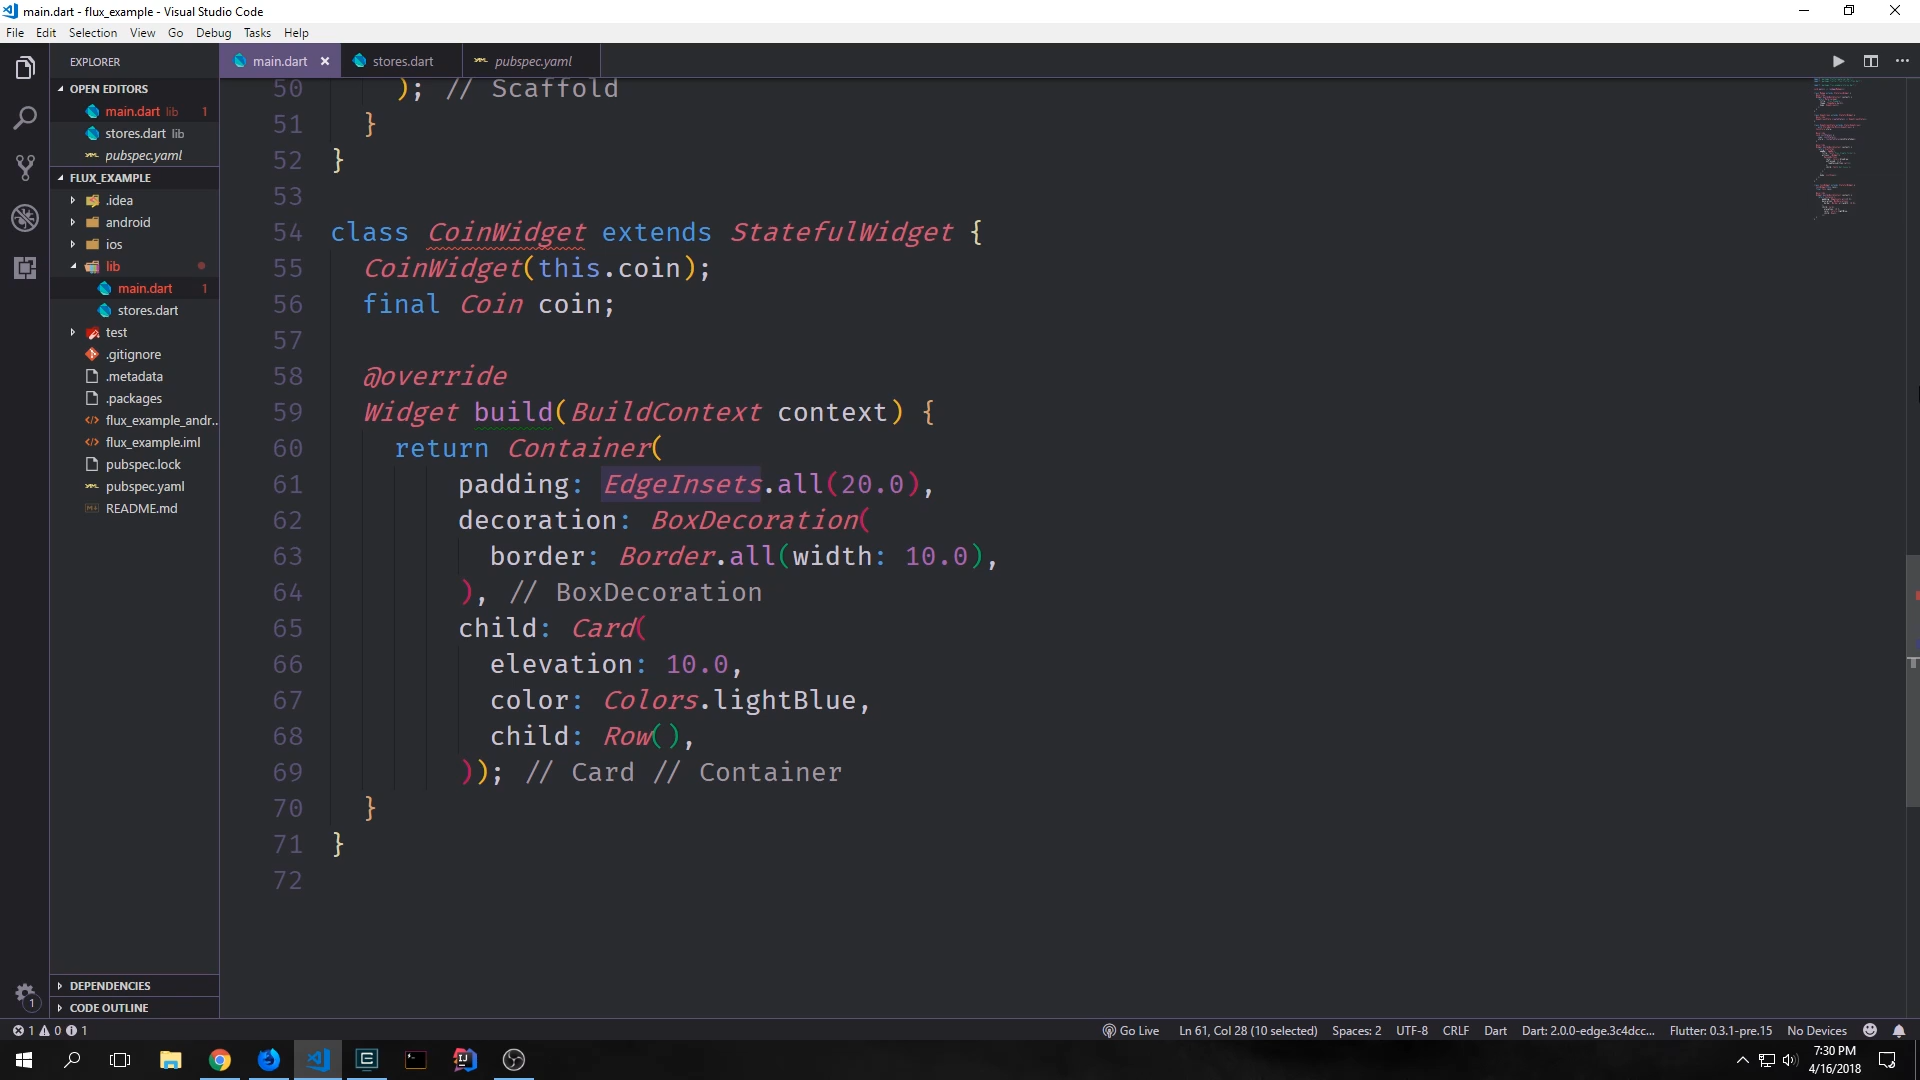 main.dart - flux_example - Visual Studio Code
File Edit Selection View Go Debug Tasks Help
EXPLORER
main.dart × stores.dart pubspec.yaml
OPEN EDITORS
main.dart lib 1
stores.dart lib
pubspec.yaml
FLUX_EXAMPLE
.idea
android
ios
lib
main.dart 1
stores.dart
test
.gitignore
.metadata
.packages
flux_example_andr...
flux_example.iml
pubspec.lock
pubspec.yaml
README.md
DEPENDENCIES
CODE OUTLINE
50 ); // Scaffold
51 }
52 }
53
54 class CoinWidget extends StatefulWidget {
55 CoinWidget(this.coin);
56 final Coin coin;
57
58 @override
59 Widget build(BuildContext context) {
60 return Container(
61 padding: EdgeInsets.all(20.0),
62 decoration: BoxDecoration(
63 border: Border.all(width: 10.0),
64 ), // BoxDecoration
65 child: Card(
66 elevation: 10.0,
67 color: Colors.lightBlue,
68 child: Row(),
69 )); // Card // Container
70 }
71 }
72
1
1 0 1 Go Live Ln 61, Col 28 (10 selected) Spaces: 2 UTF-8 CRLF Dart Dart: 2.0.0-edge.3c4dcc... Flutter: 0.3.1-pre.15 No Devices
7:30 PM
4/16/2018